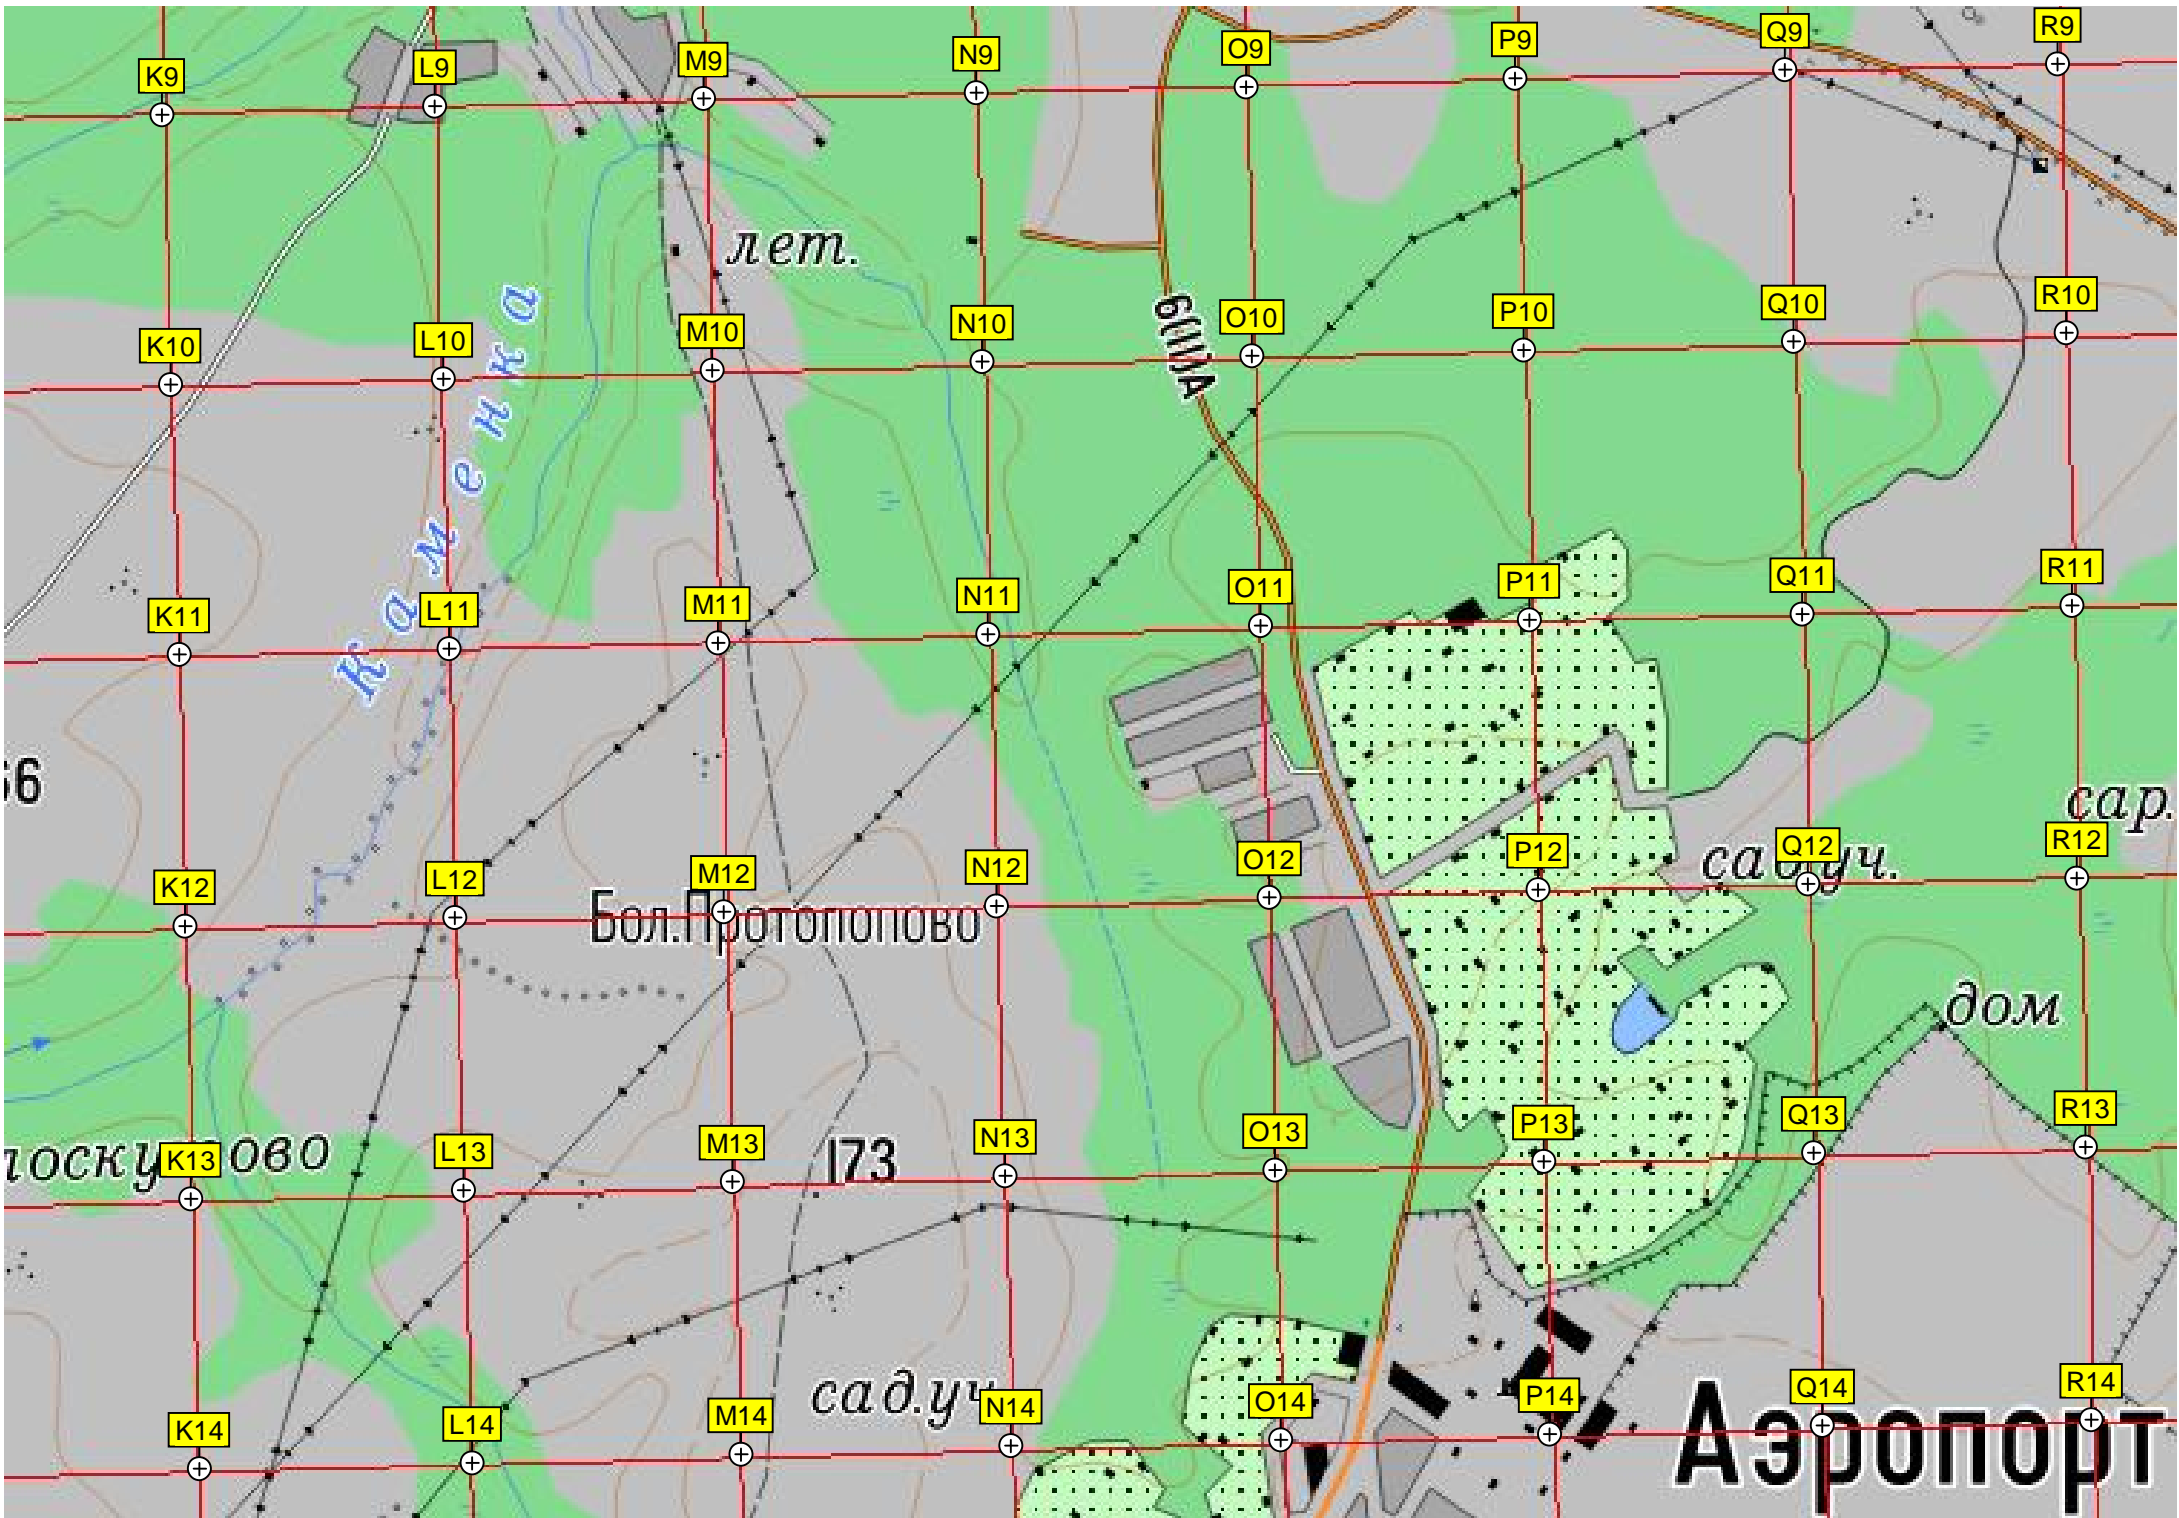 K9 L9 M9 N9 O9 P9 Q9 R9
лет.
K10 L10 M10 N10 O10 P10 Q10 R10
6(II)А
Каменка
K11 L11 M11 N11 O11 P11 Q11 R11
сар.
K12 L12 M12 N12 O12 P12 Q12 R12
сад.уч.
Бол.Протопопово
дом
K13 L13 M13 N13 O13 P13 Q13 R13
173
сад.уч
K14 L14 M14 N14 O14 P14 Q14 R14
Аэропорт